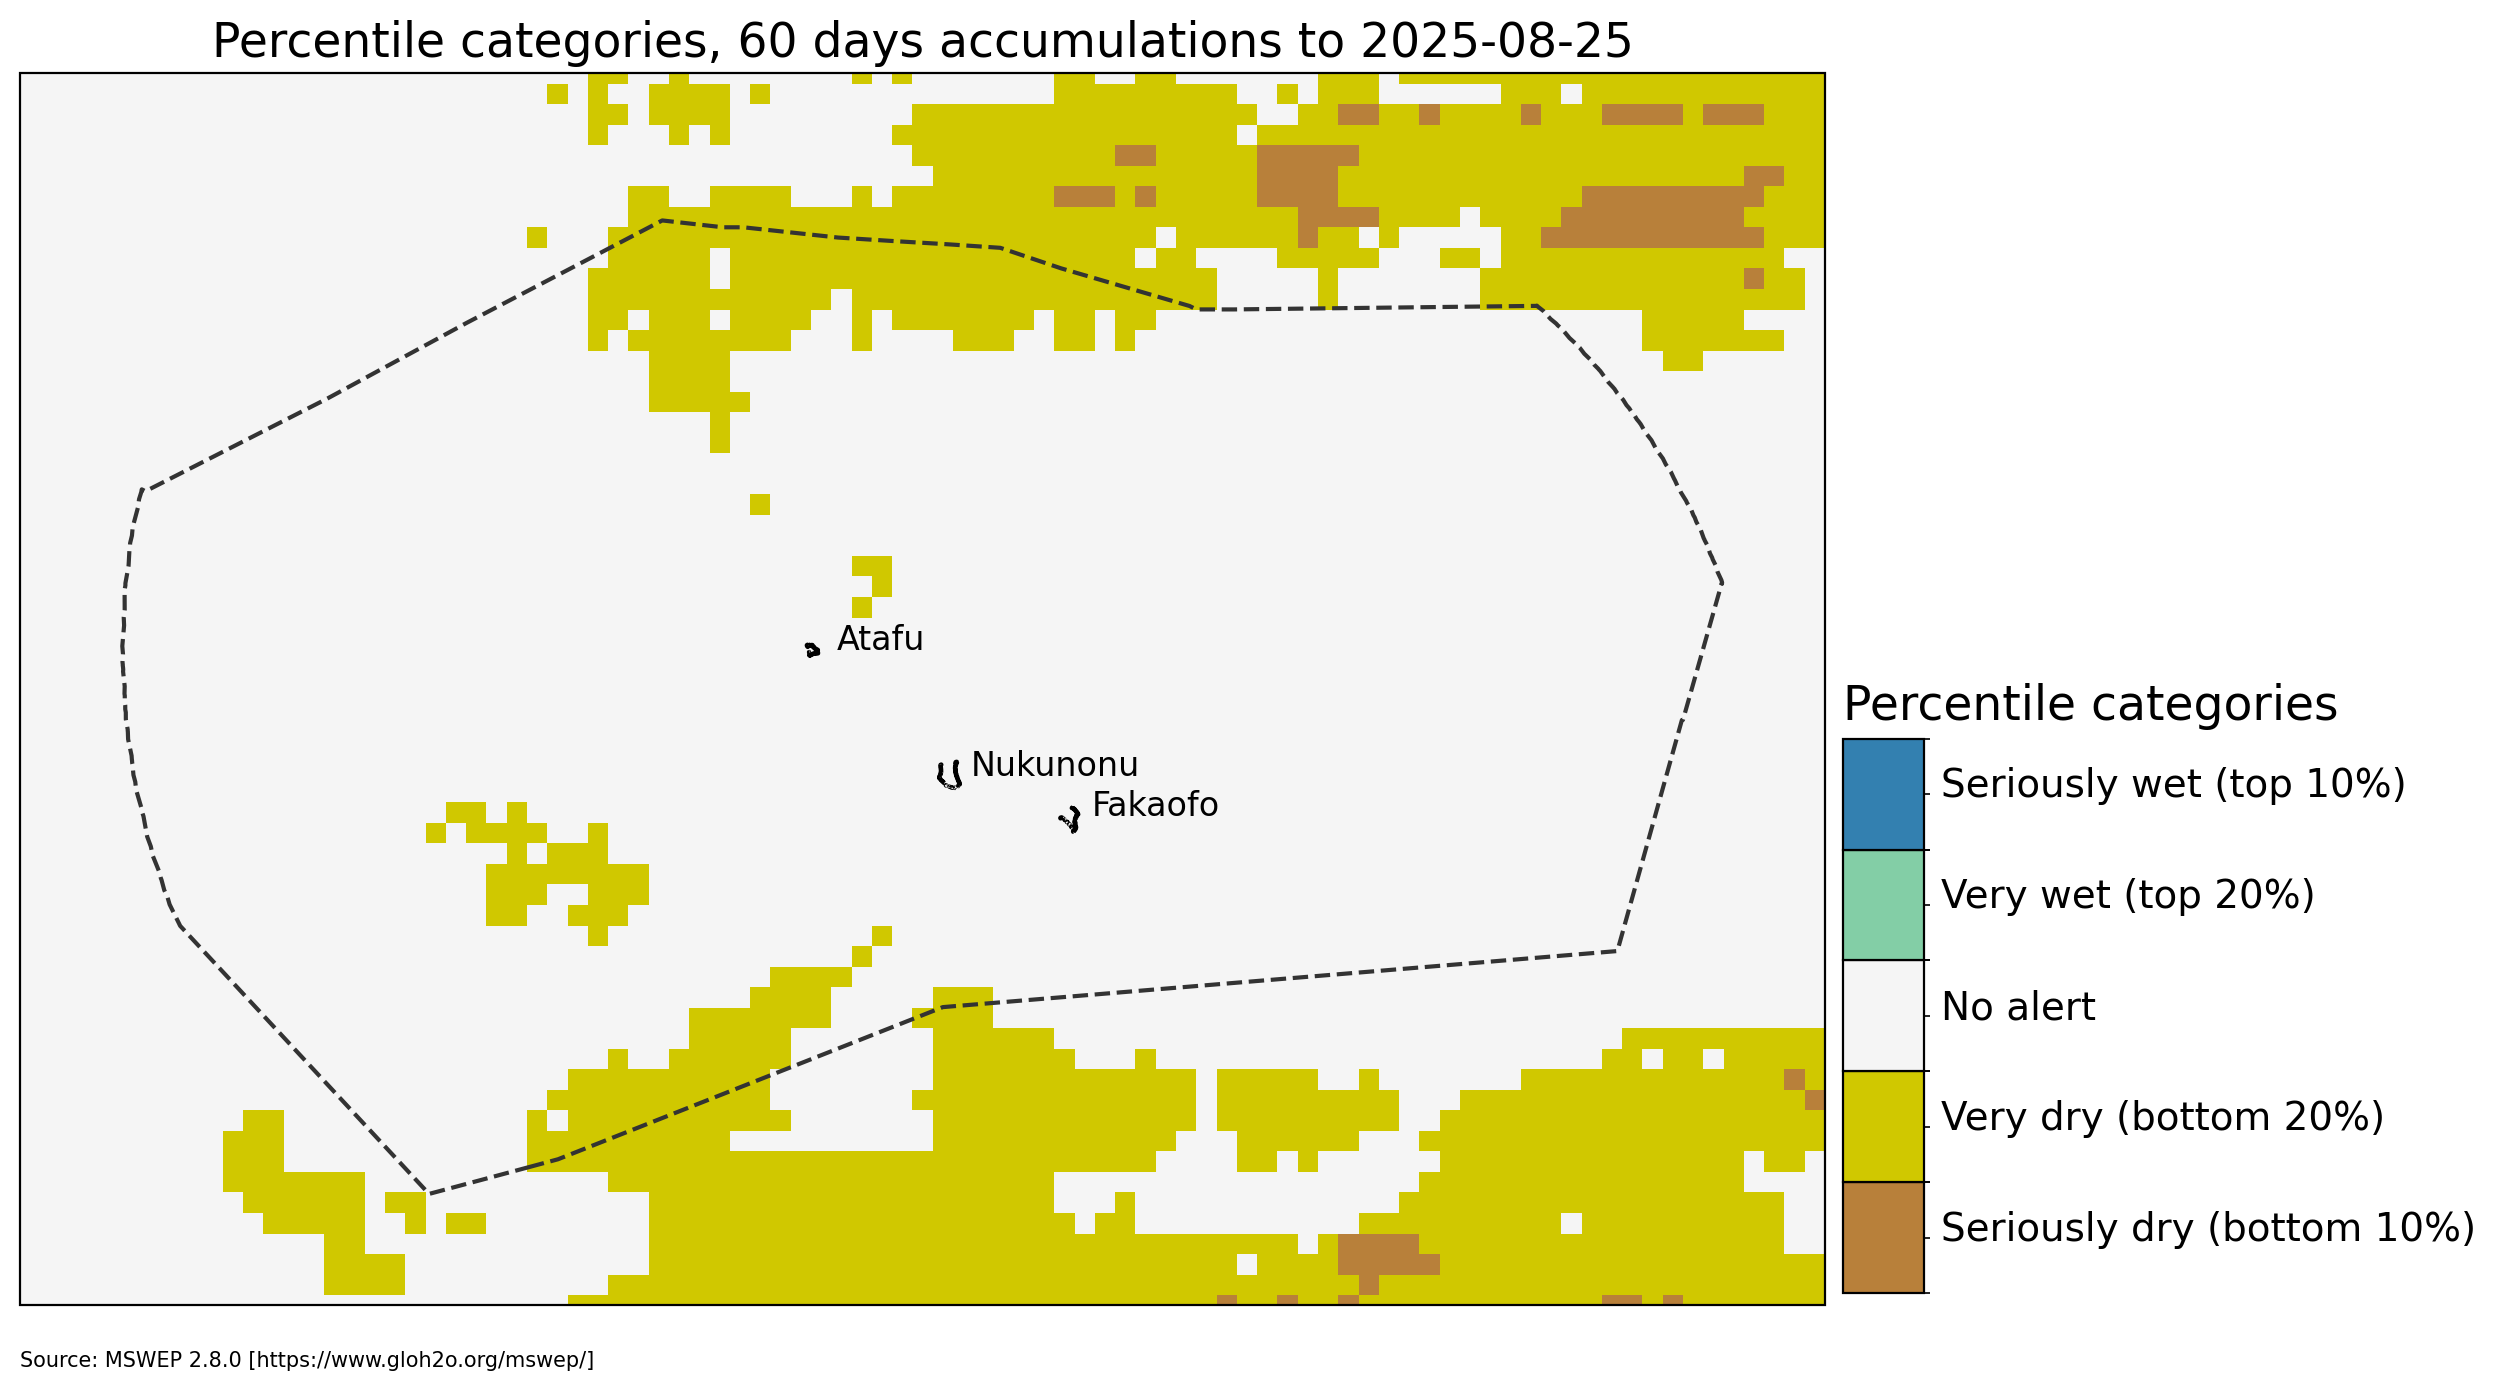 Percentile categories, 60 days accumulations to 2025-08-25
Atafu
Nukunonu
Fakaofo
Percentile categories
Seriously wet (top 10%)
Very wet (top 20%)
No alert
Very dry (bottom 20%)
Seriously dry (bottom 10%)
Source: MSWEP 2.8.0 [https://www.gloh2o.org/mswep/]